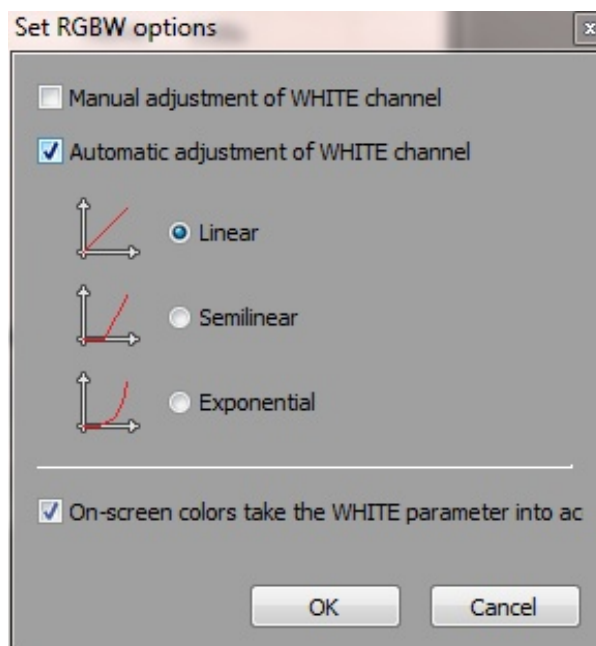 Set RGBW options
x
Manual adjustment of WHITE channel
Automatic adjustment of WHITE channel
Linear
Semilinear
Exponential
On-screen colors take the WHITE parameter into ac
OK
Cancel